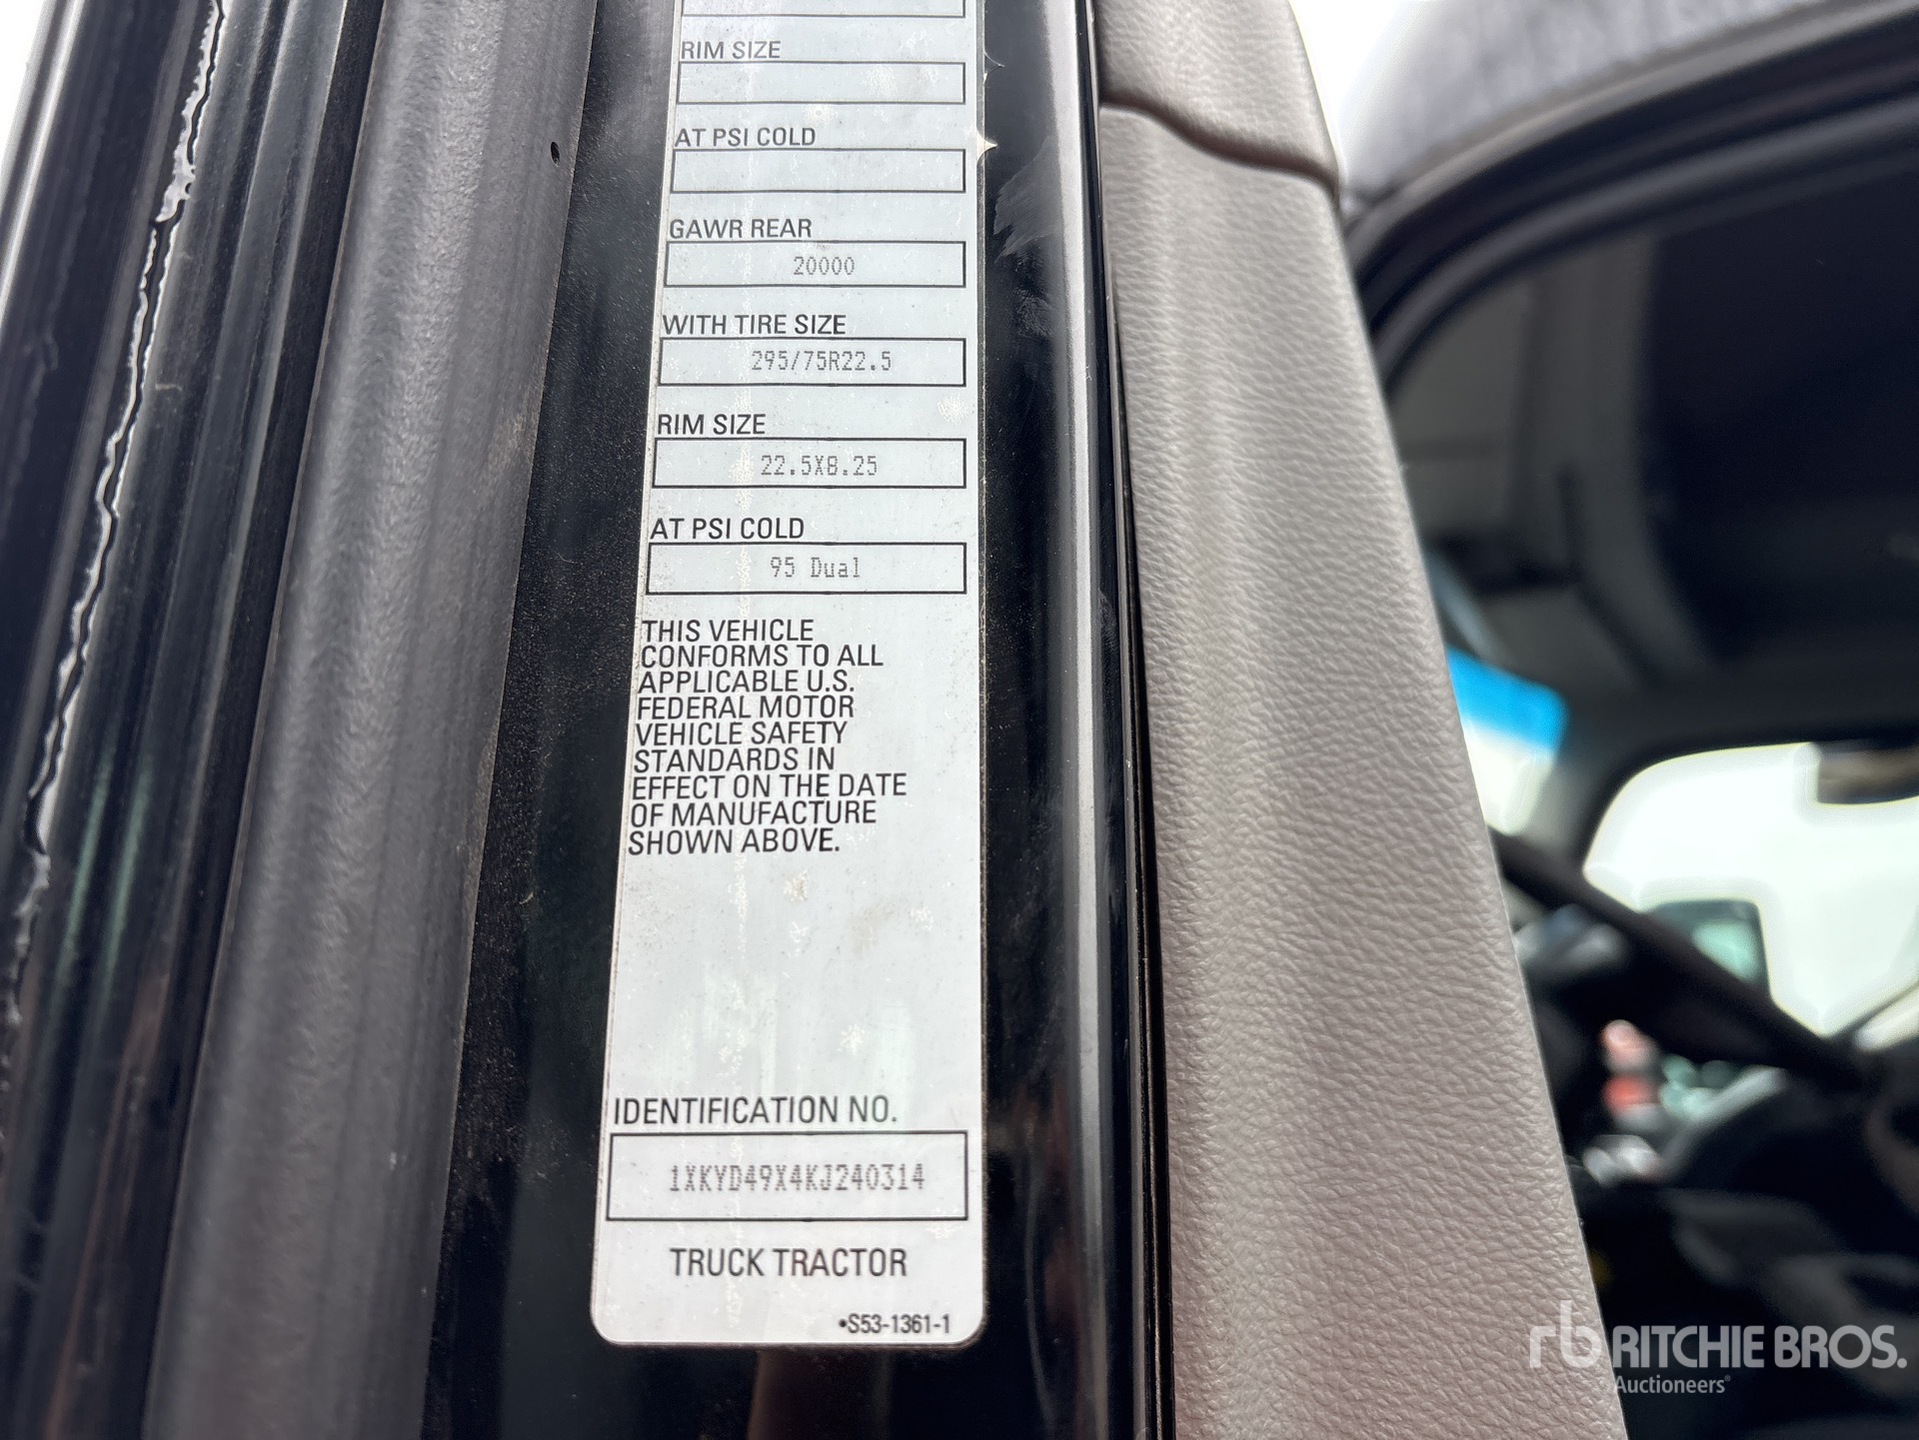 RIM SIZE
AT PSI COLD
GAWR REAR
20000
WITH TIRE SIZE
295/75R22.5
RIM SIZE
22.5X8.25
AT PSI COLD
95 Dual
THIS VEHICLE
CONFORMS TO ALL
APPLICABLE U.S.
FEDERAL MOTOR
VEHICLE SAFETY
STANDARDS IN
EFFECT ON THE DATE
OF MANUFACTURE
SHOWN ABOVE.
IDENTIFICATION NO.
1XKYD49X4KJ240314
TRUCK TRACTOR
•S53-1361-1
rb RITCHIE BROS.
Auctioneers®